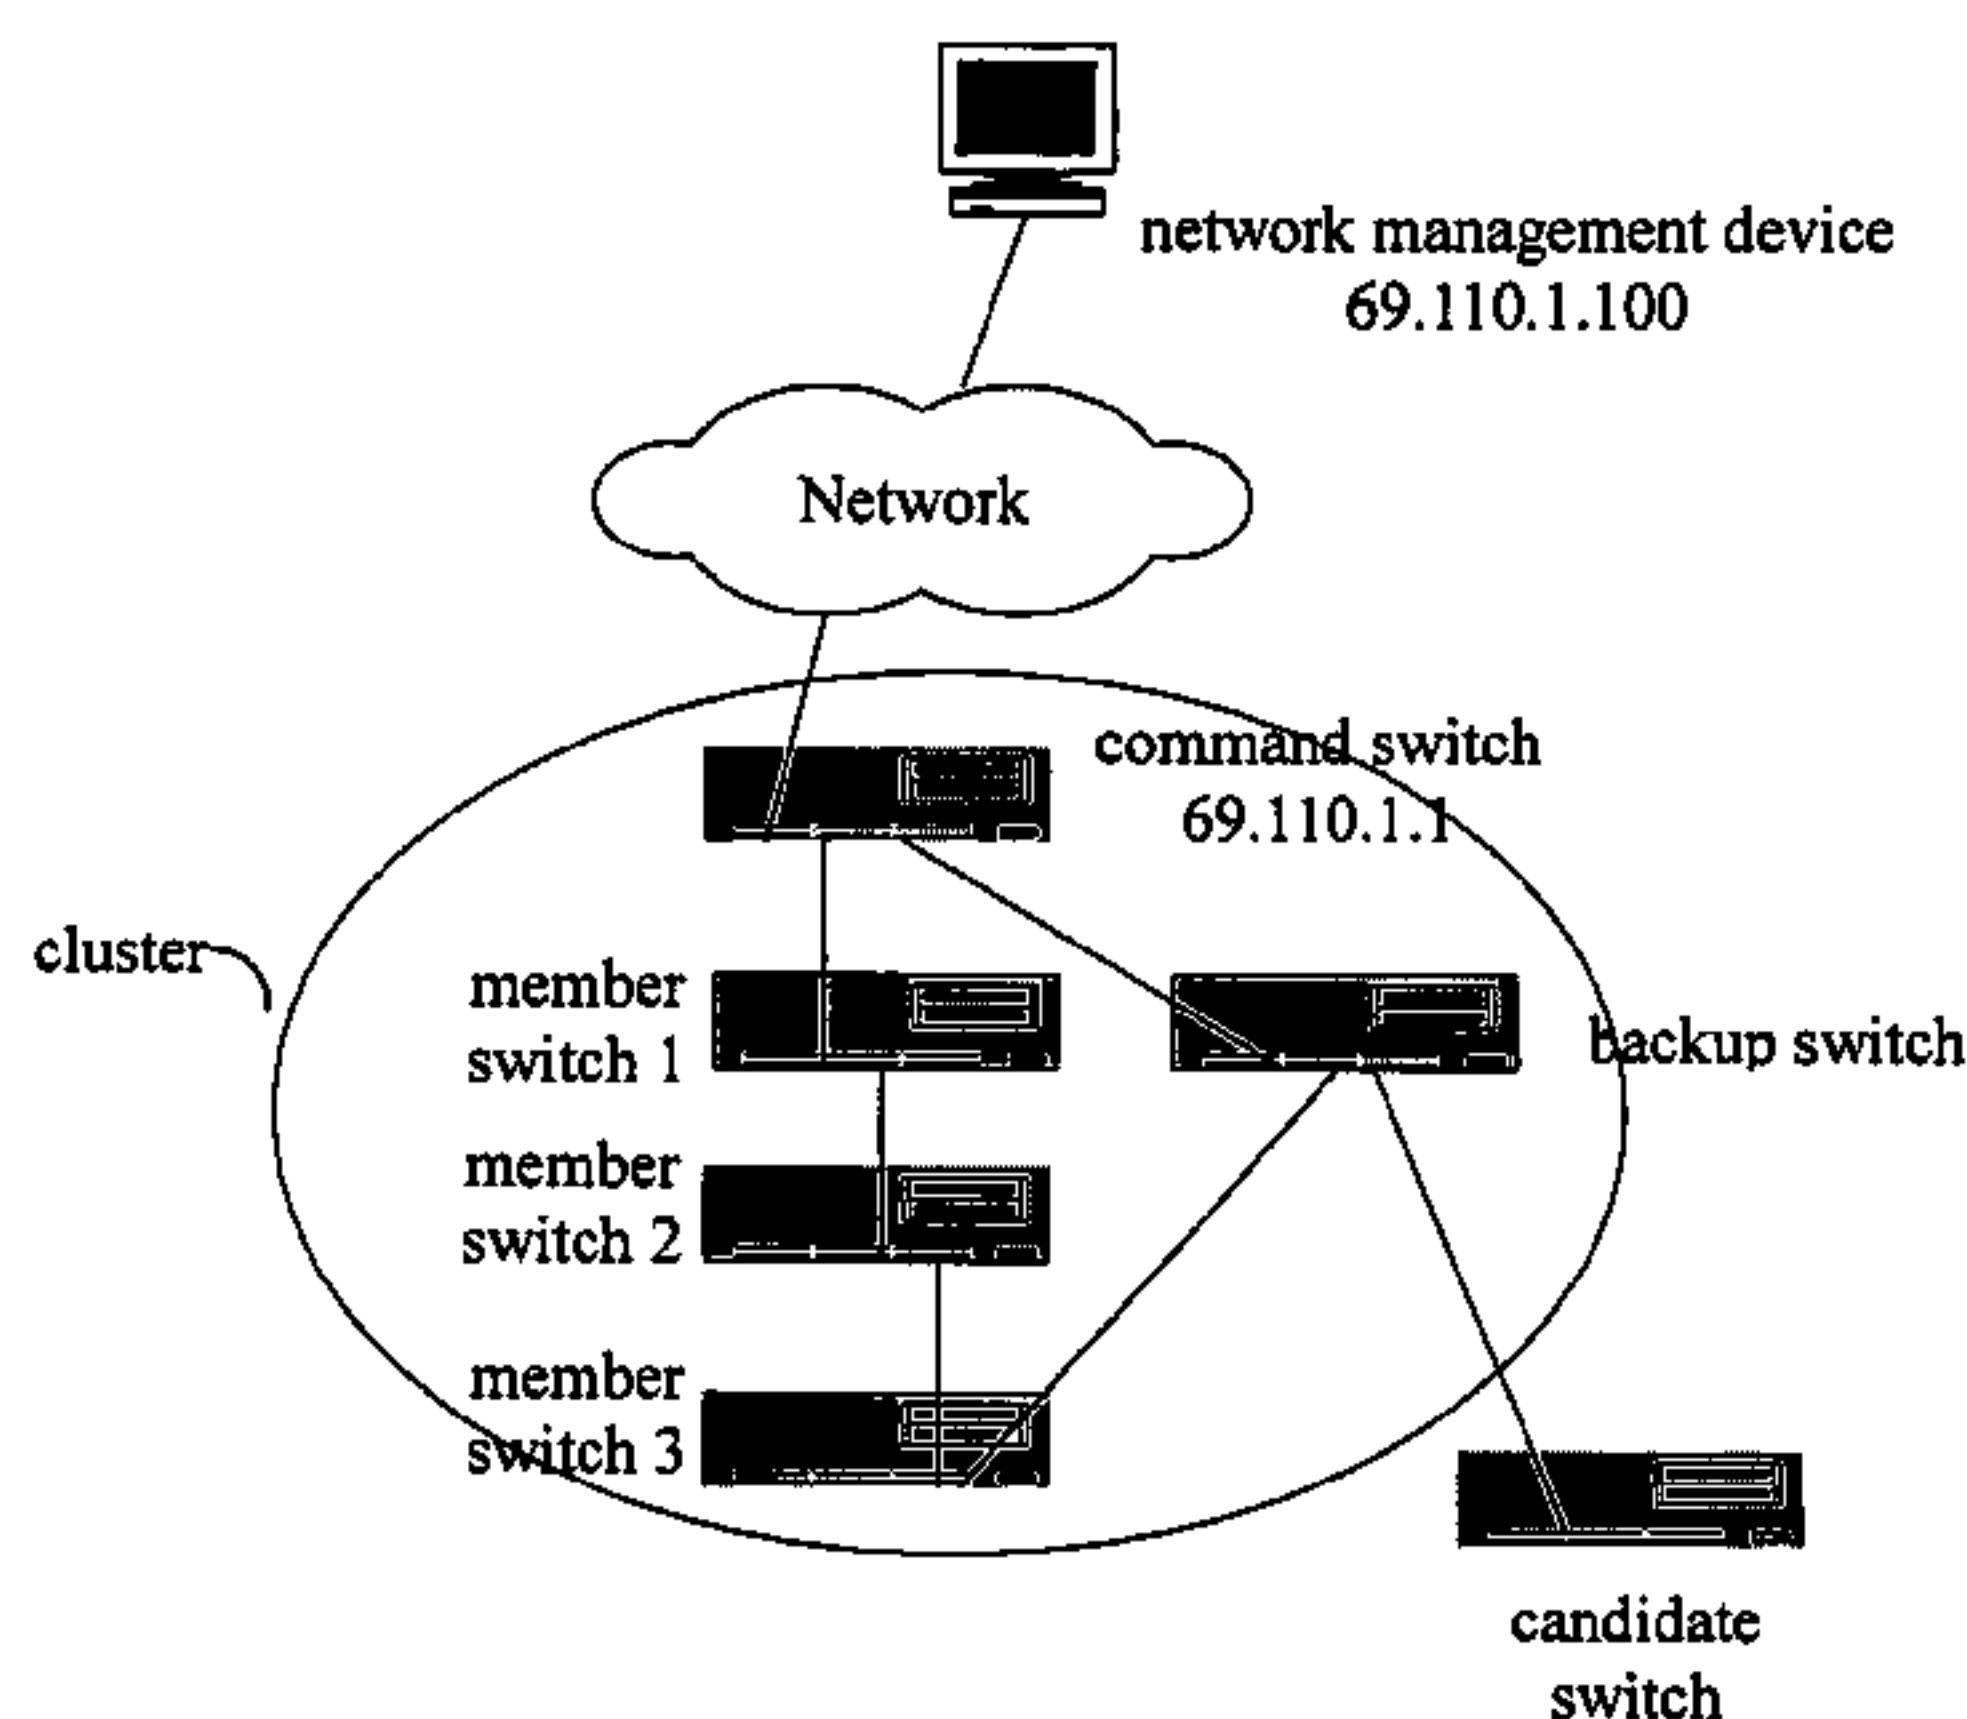 network management device
69.110.1.100
Network
command switch
69.110.1.1
cluster
member
switch 1
backup switch
member
switch 2
member
switch 3
candidate
switch